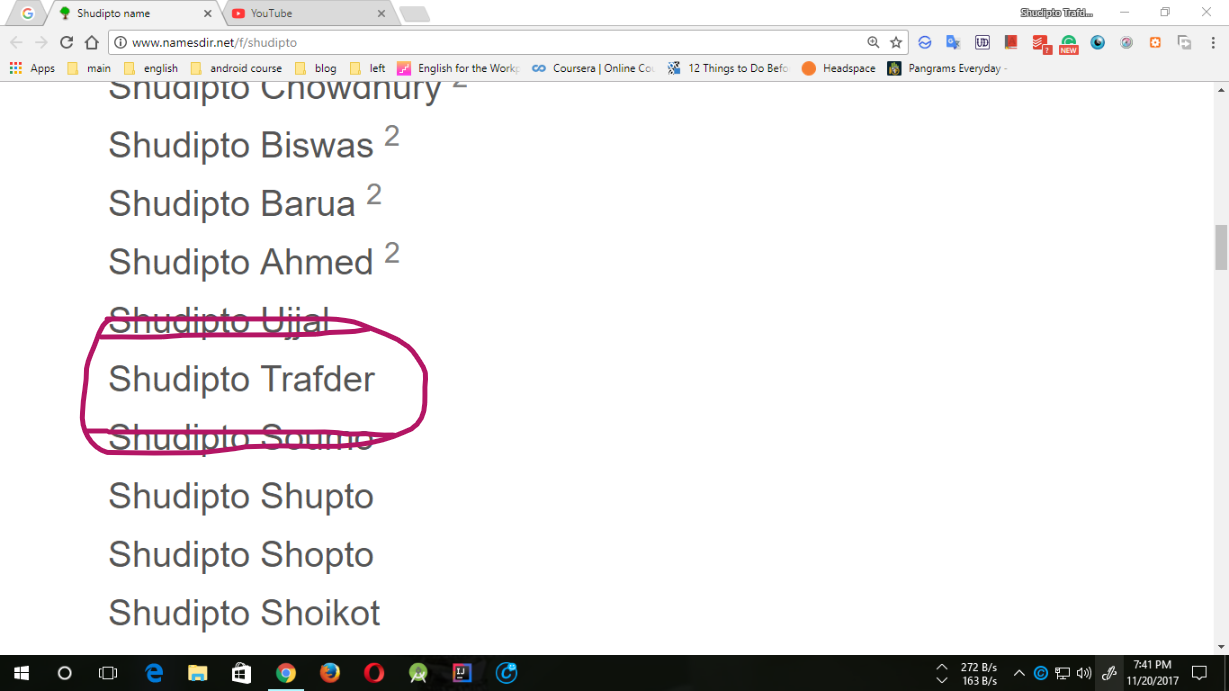 Shudipto name
YouTube
Shudipto Trafd...
www.namesdir.net/f/shudipto
Apps
main
english
android course
blog
left
English for the Workp
Coursera | Online Cou
12 Things to Do Befo
Headspace
Pangrams Everyday -
UD
7
NEW
Shudipto Chowdhury 2
Shudipto Biswas 2
Shudipto Barua 2
Shudipto Ahmed 2
Shudipto Ujjal
Shudipto Trafder
Shudipto Soumo
Shudipto Shupto
Shudipto Shopto
Shudipto Shoikot
272 B/s
163 B/s
7:41 PM
11/20/2017